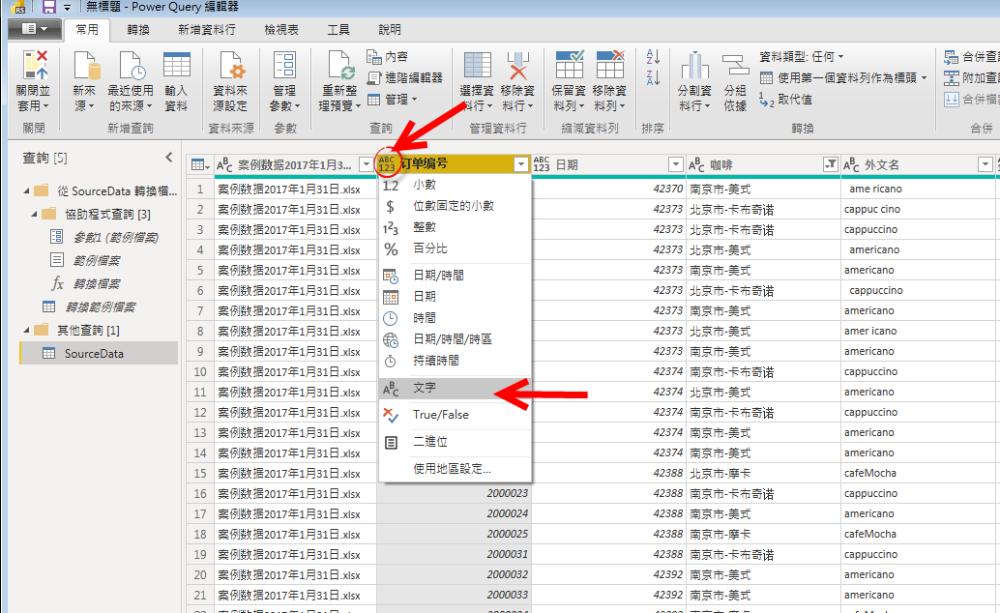 無標題 - Power Query 編輯器
常用 轉換 新增資料行 檢視表 工具 說明
關閉並套用 關閉
新來源 最近使用的來源 輸入資料 新增查詢
資料來源設定 資料來源
管理參數 參數
重新整理預覽 內容 進階編輯器 管理 查詢
選擇資料行 移除資料行 管理資料行
保留資料列 移除資料列 縮減資料列
排序
分割資料行 分組依據 資料類型: 任何 使用第一個資料列作為標頭 取代值 轉換
合併
查詢 [5]
從 SourceData 轉換檔...
協助程式查詢 [3]
參數1 (範例檔案)
範例檔案
fx 轉換檔案
轉換範例檔案
其他查詢 [1]
SourceData
ABC 案例数据2017年1月3... ABC123 订单编号 ABC123 日期 ABC 咖啡 ABC 外文名
1.2 小數
$ 位數固定的小數
123 整數
% 百分比
日期/時間
日期
時間
日期/時間/時區
持續時間
ABC 文字
True/False
二進位
使用地區設定...
1 案例数据2017年1月31日.xlsx 42370 南京市-美式 ame ricano
2 案例数据2017年1月31日.xlsx 42373 北京市-卡布奇诺 cappuc cino
3 案例数据2017年1月31日.xlsx 42373 北京市-卡布奇诺 cappuccino
4 案例数据2017年1月31日.xlsx 42373 北京市-美式 americano
5 案例数据2017年1月31日.xlsx 42373 南京市-美式 americano
6 案例数据2017年1月31日.xlsx 42373 北京市-卡布奇诺 cappuccino
7 案例数据2017年1月31日.xlsx 42373 北京市-美式 americano
8 案例数据2017年1月31日.xlsx 42373 北京市-美式 amer icano
9 案例数据2017年1月31日.xlsx 42373 南京市-美式 americano
10 案例数据2017年1月31日.xlsx 42374 南京市-卡布奇诺 cappuccino
11 案例数据2017年1月31日.xlsx 42374 北京市-美式 americano
12 案例数据2017年1月31日.xlsx 42374 南京市-卡布奇诺 cappuccino
13 案例数据2017年1月31日.xlsx 42374 南京市-美式 americano
14 案例数据2017年1月31日.xlsx 42374 南京市-美式 americano
15 案例数据2017年1月31日.xlsx 42388 北京市-摩卡 cafeMocha
16 案例数据2017年1月31日.xlsx 2000023 42388 南京市-卡布奇诺 cappuccino
17 案例数据2017年1月31日.xlsx 2000024 42388 南京市-美式 americano
18 案例数据2017年1月31日.xlsx 2000025 42388 南京市-摩卡 cafeMocha
19 案例数据2017年1月31日.xlsx 2000031 42388 南京市-卡布奇诺 cappuccino
20 案例数据2017年1月31日.xlsx 2000032 42392 南京市-美式 americano
21 案例数据2017年1月31日.xlsx 2000033 42392 南京市-美式 americano